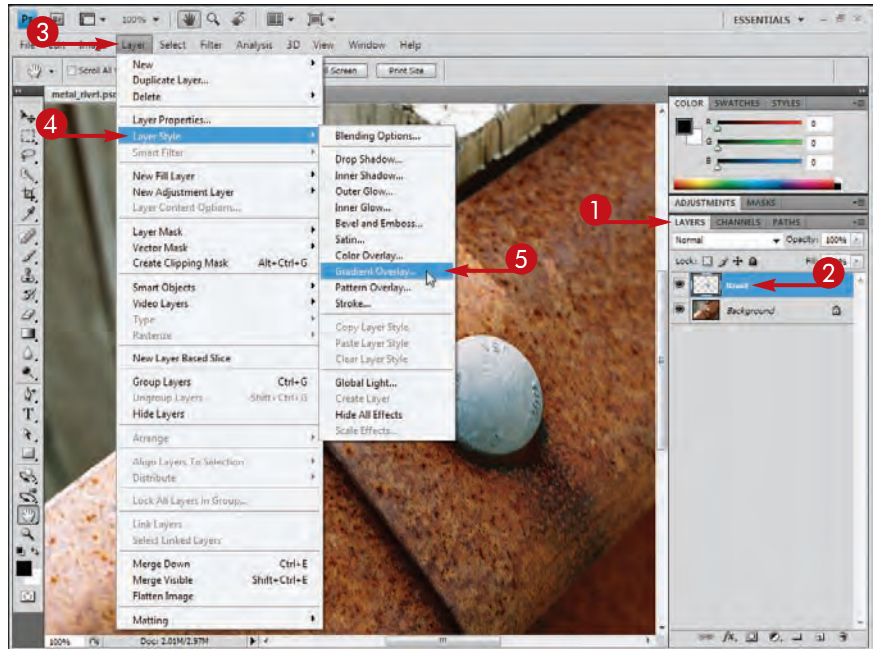 Ps Br 100% ESSENTIALS
3
File Edit Layer Select Filter Analysis 3D View Window Help
Scroll All Screen Print Size
metal_rivet.psd
New
Duplicate Layer...
Delete
Layer Properties...
4
Layer Style
Smart Filter
New Fill Layer
New Adjustment Layer
Layer Content Options...
Layer Mask
Vector Mask
Create Clipping Mask Alt+Ctrl+G
Smart Objects
Video Layers
Type
Rasterize
New Layer Based Slice
Group Layers Ctrl+G
Ungroup Layers Shift+Ctrl+G
Hide Layers
Arrange
Align Layers To Selection
Distribute
Lock All Layers in Group...
Link Layers
Select Linked Layers
Merge Down Ctrl+E
Merge Visible Shift+Ctrl+E
Flatten Image
Matting
Blending Options...
Drop Shadow...
Inner Shadow...
Outer Glow...
Inner Glow...
Bevel and Emboss...
Satin...
Color Overlay...
Gradient Overlay...
5
Pattern Overlay...
Stroke...
Copy Layer Style
Paste Layer Style
Clear Layer Style
Global Light...
Create Layer
Hide All Effects
Scale Effects...
COLOR SWATCHES STYLES
R 0
G 0
B 0
ADJUSTMENTS MASKS
1
LAYERS CHANNELS PATHS
Normal Opacity: 100%
Lock:
2
Background
100% Doc: 2.01M/2.97M